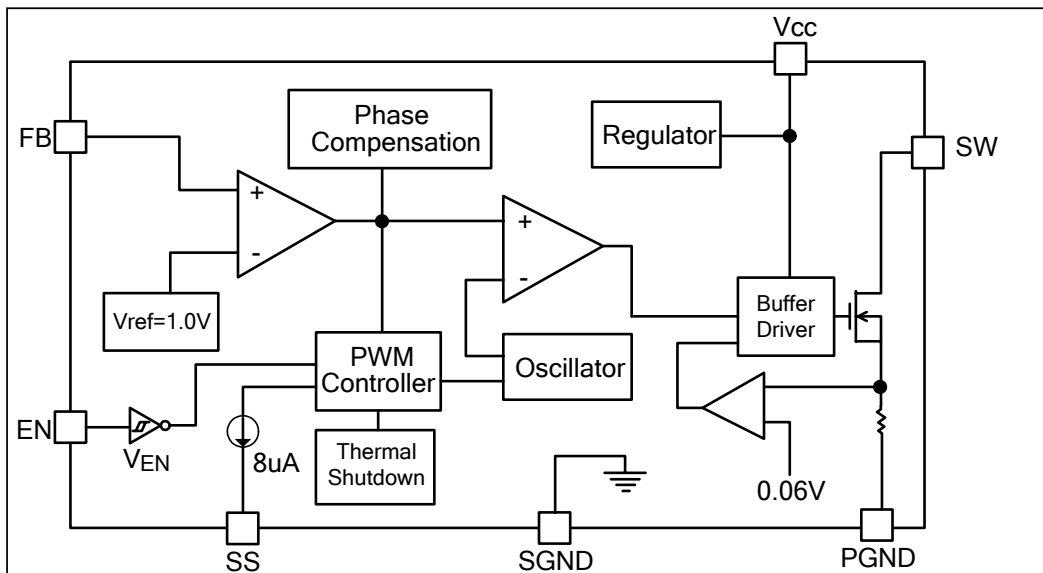 Vcc
FB
Phase
Compensation
Regulator
SW
+
-
+
-
Vref=1.0V
Buffer
Driver
PWM
Controller
Oscillator
EN
VEN
8uA
Thermal
Shutdown
0.06V
SS
SGND
PGND